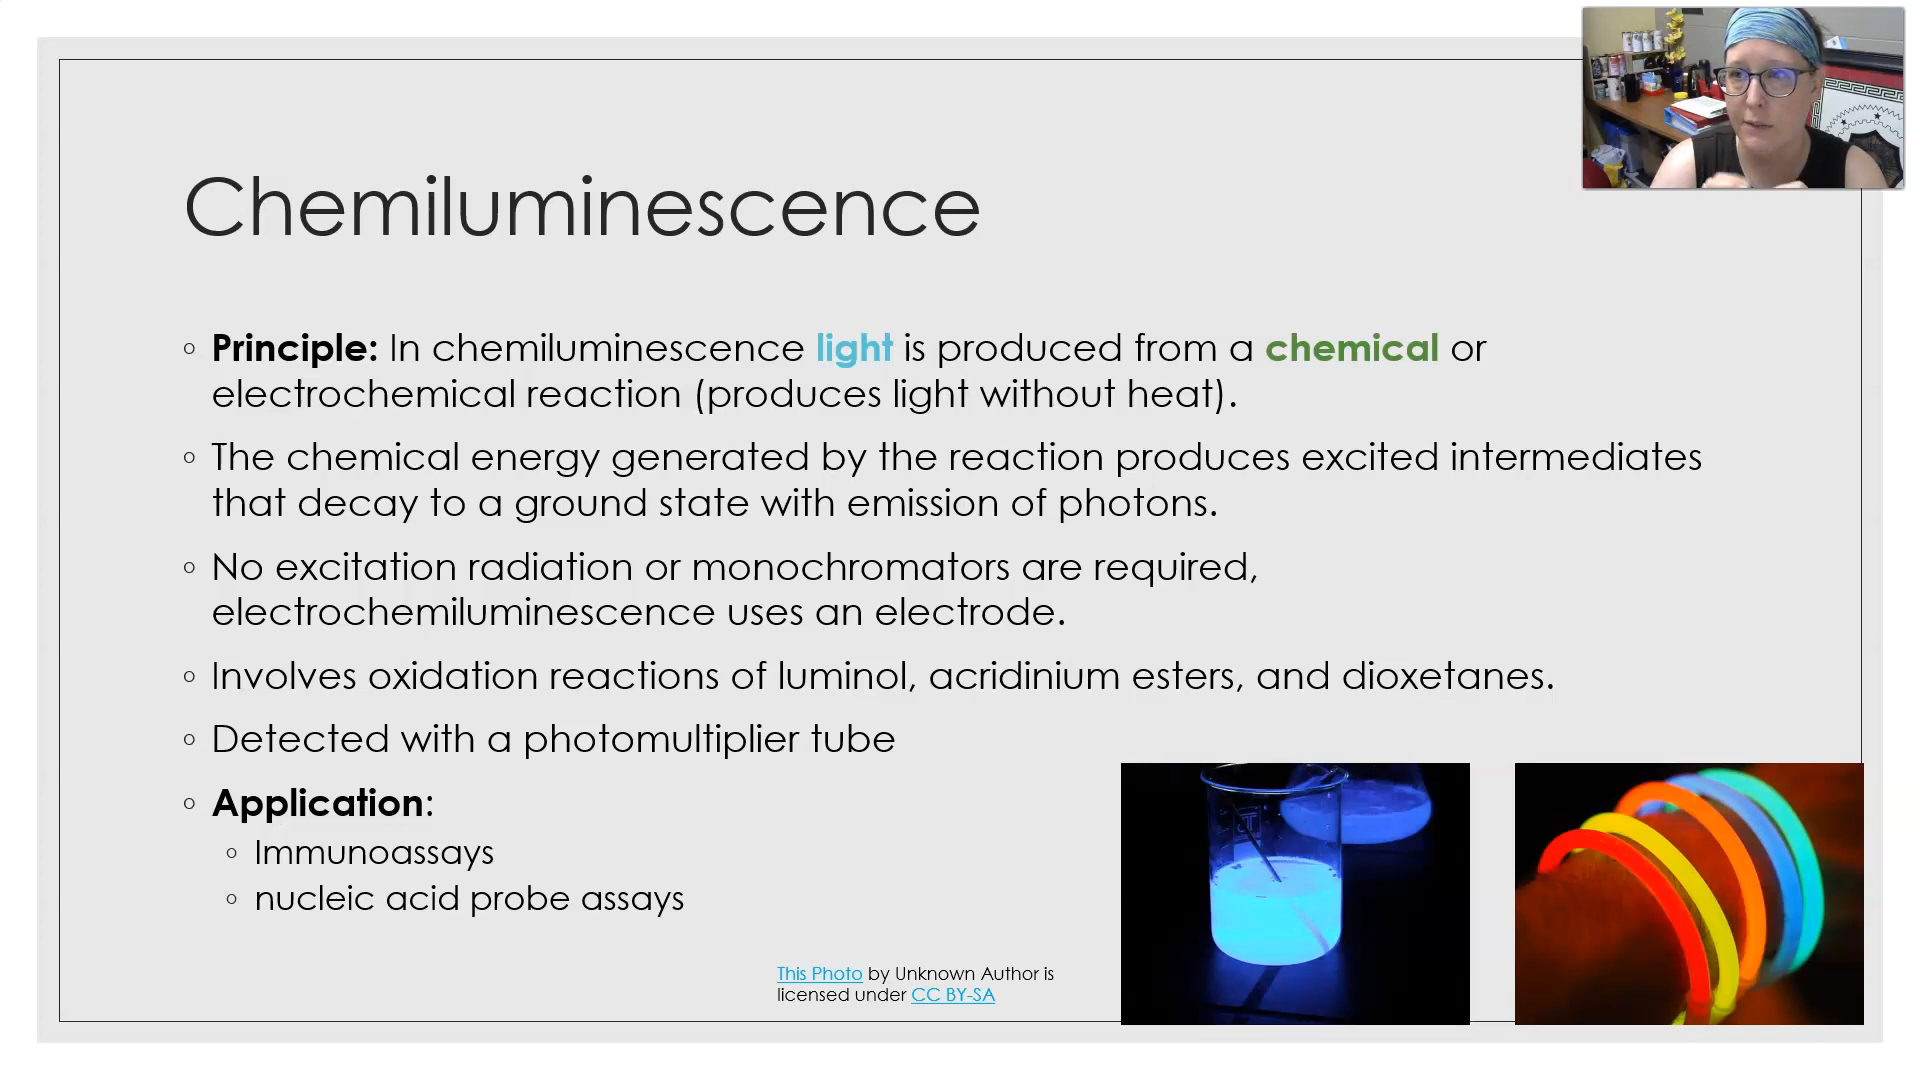 Chemiluminescence
◦ Principle: In chemiluminescence light is produced from a chemical or
electrochemical reaction (produces light without heat).
◦ The chemical energy generated by the reaction produces excited intermediates
that decay to a ground state with emission of photons.
◦ No excitation radiation or monochromators are required,
electrochemiluminescence uses an electrode.
◦ Involves oxidation reactions of luminol, acridinium esters, and dioxetanes.
◦ Detected with a photomultiplier tube
◦ Application:
◦ Immunoassays
◦ nucleic acid probe assays
This Photo by Unknown Author is
licensed under CC BY-SA